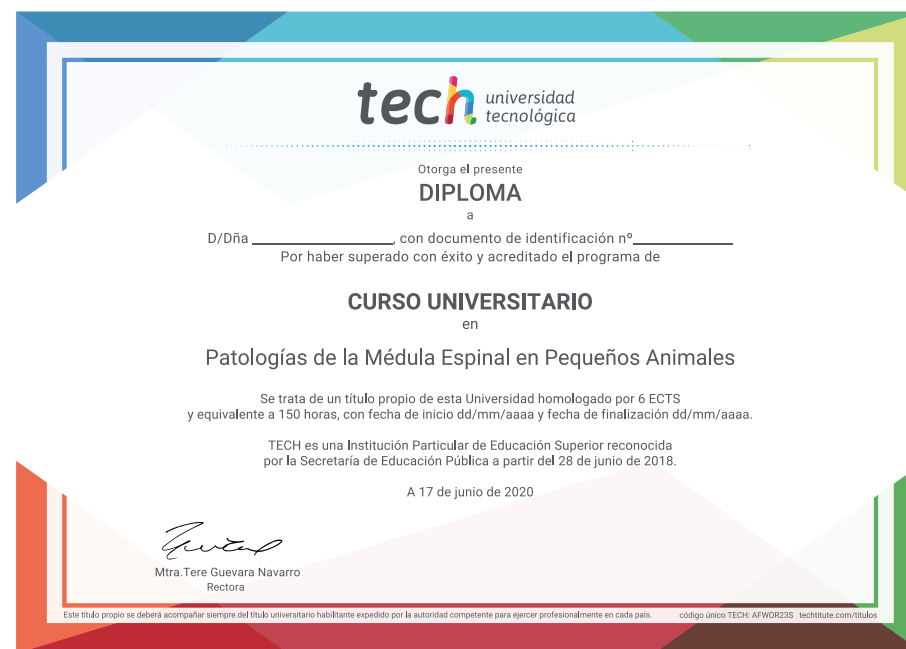 tech universidad
tecnológica
Otorga el presente
DIPLOMA
a
D/Dña ____________________, con documento de identificación nº______________
Por haber superado con éxito y acreditado el programa de
CURSO UNIVERSITARIO
en
Patologías de la Médula Espinal en Pequeños Animales
Se trata de un título propio de esta Universidad homologado por 6 ECTS
y equivalente a 150 horas, con fecha de inicio dd/mm/aaaa y fecha de finalización dd/mm/aaaa.
TECH es una Institución Particular de Educación Superior reconocida
por la Secretaría de Educación Pública a partir del 28 de junio de 2018.
A 17 de junio de 2020
Mtra.Tere Guevara Navarro
Rectora
Este título propio se deberá acompañar siempre del título universitario habilitante expedido por la autoridad competente para ejercer profesionalmente en cada país. código único TECH: AFWOR23S techtitute.com/titulos